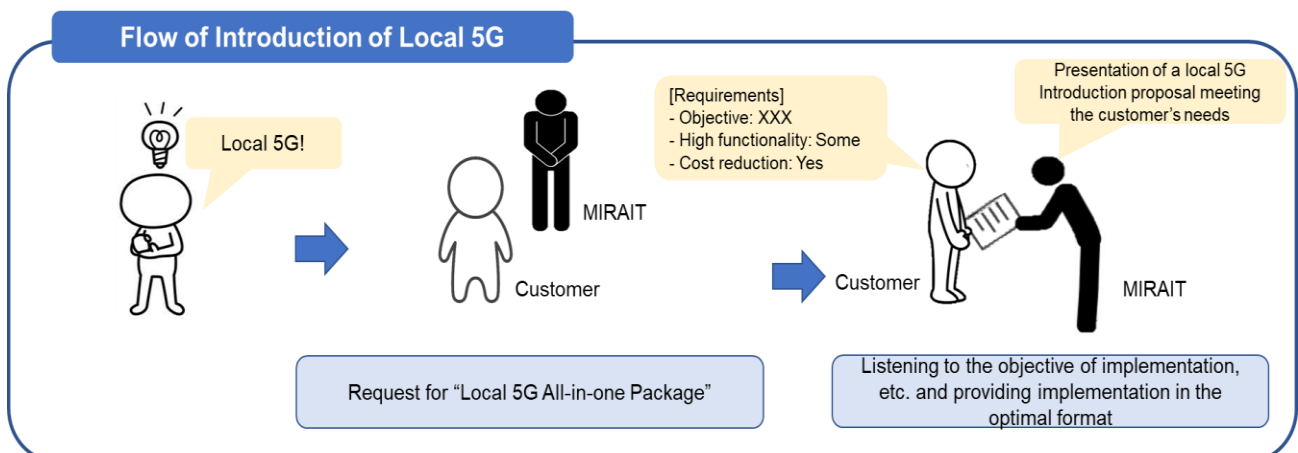 Flow of Introduction of Local 5G
Local 5G!
MIRAIT
Customer
Request for “Local 5G All-in-one Package”
[Requirements]
- Objective: XXX
- High functionality: Some
- Cost reduction: Yes
Presentation of a local 5G
Introduction proposal meeting
the customer’s needs
Customer
MIRAIT
Listening to the objective of implementation,
etc. and providing implementation in the
optimal format